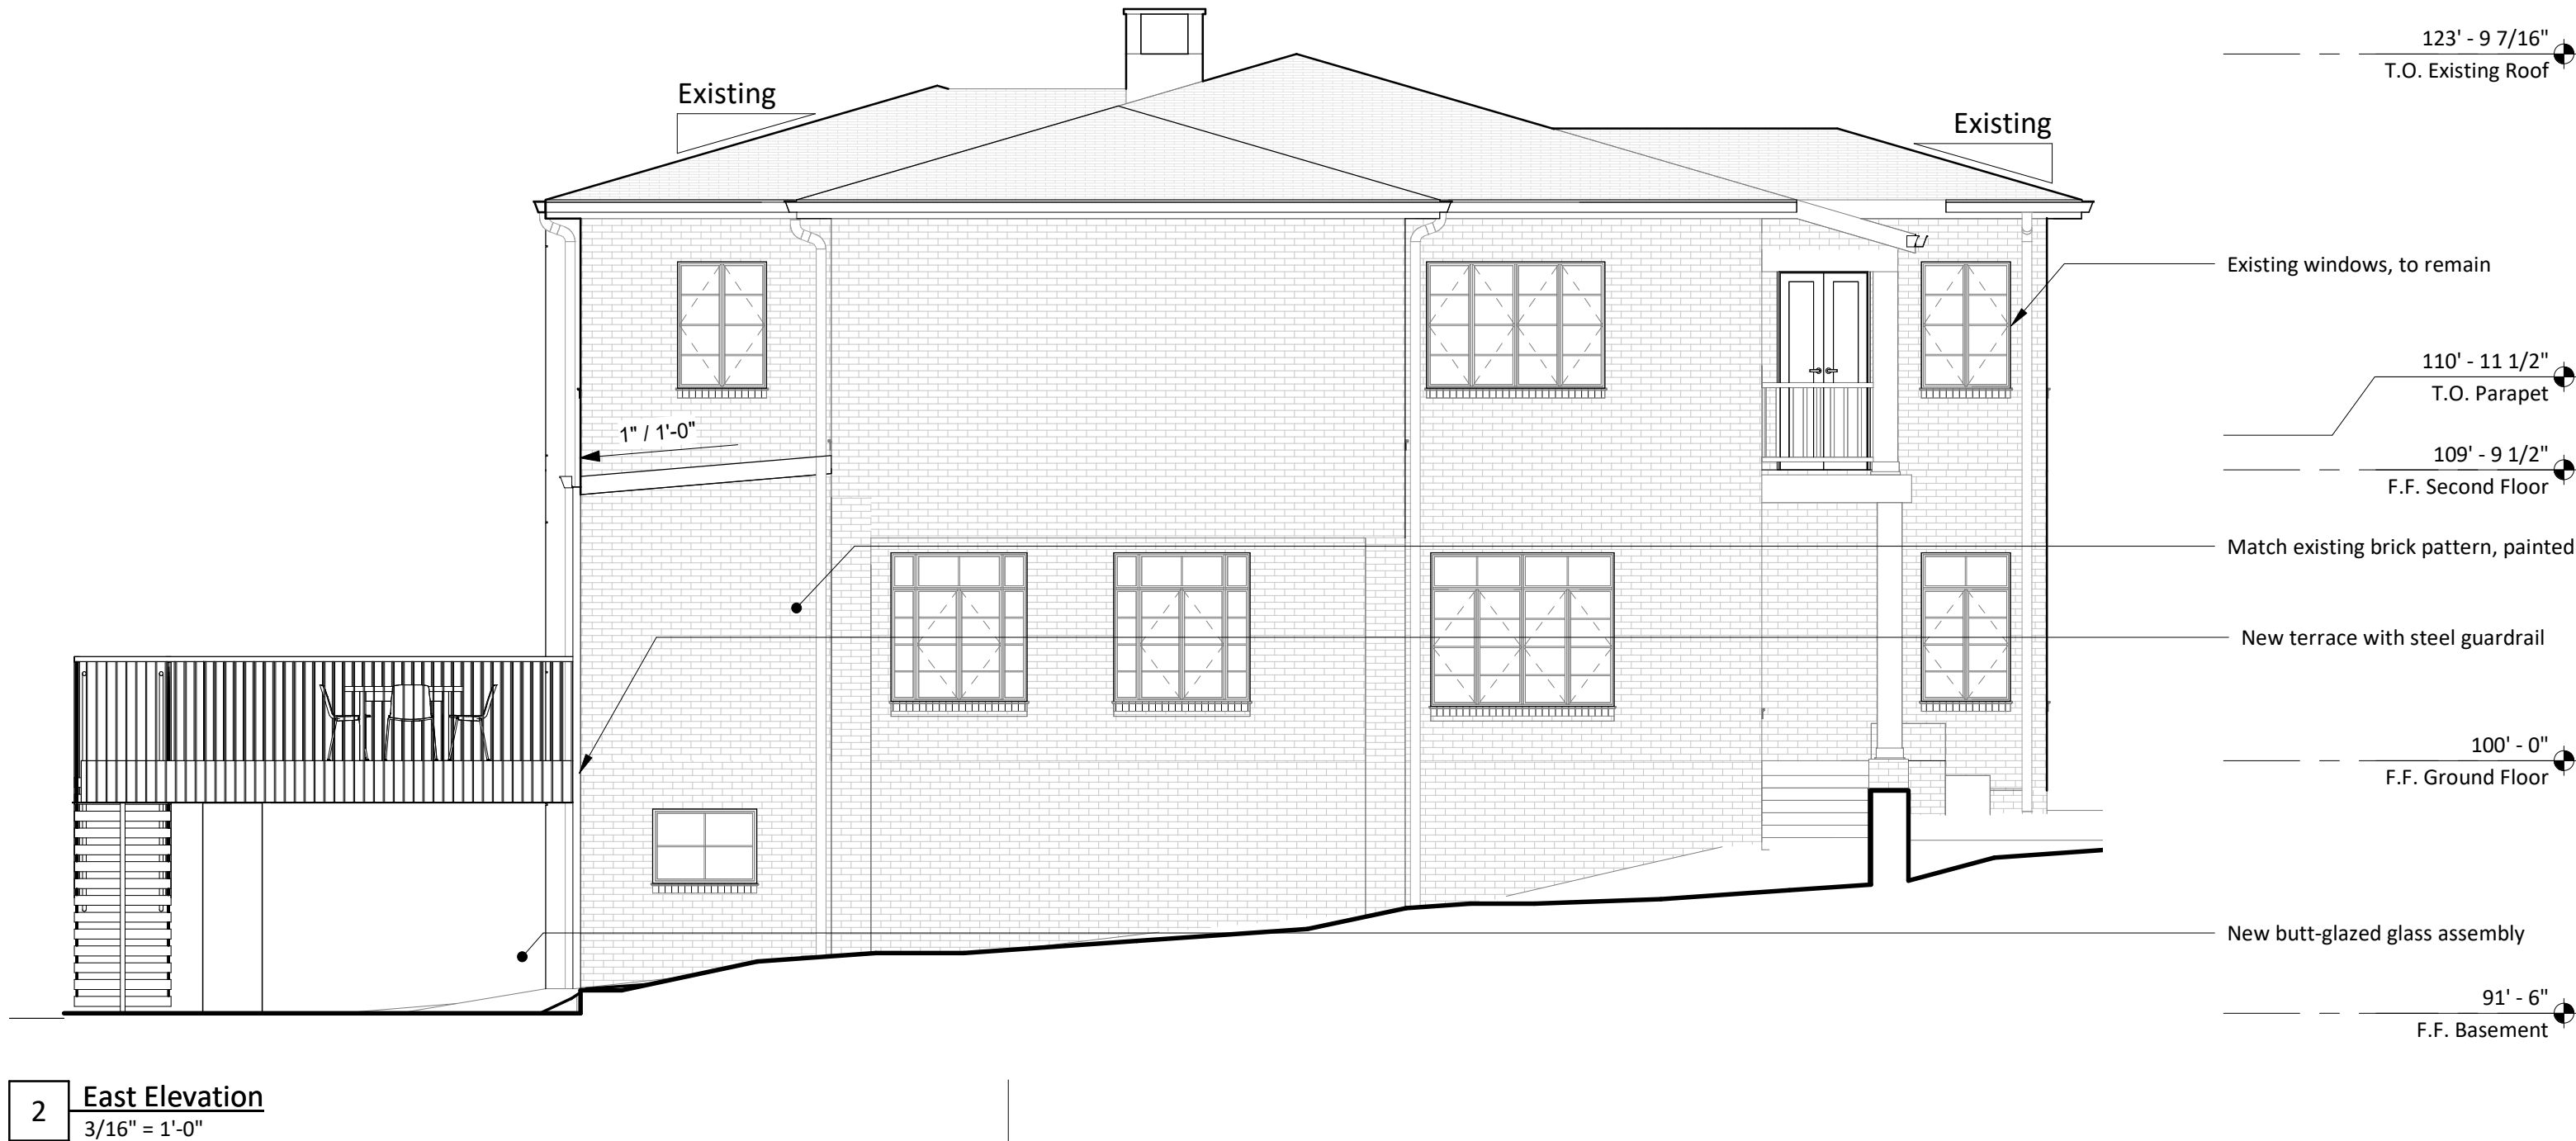 123' - 9 7/16"
T.O. Existing Roof
Existing
Existing
Existing windows, to remain
110' - 11 1/2"
T.O. Parapet
1" / 1'-0"
109' - 9 1/2"
F.F. Second Floor
Match existing brick pattern, painted
New terrace with steel guardrail
100' - 0"
F.F. Ground Floor
New butt-glazed glass assembly
91' - 6"
F.F. Basement
2
East Elevation
3/16" = 1'-0"